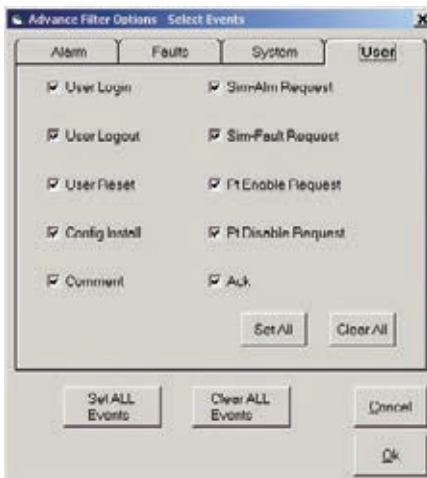 Advance Filter Options - Select Events
Alarm Faults System User
User Login Sim-Alm Request
User Logout Sim-Fault Request
User Reset Pt Enable Request
Config Install Pt Disable Request
Comment Ack
Set All Clear All
Set ALL Events Clear ALL Events Cancel
Ok